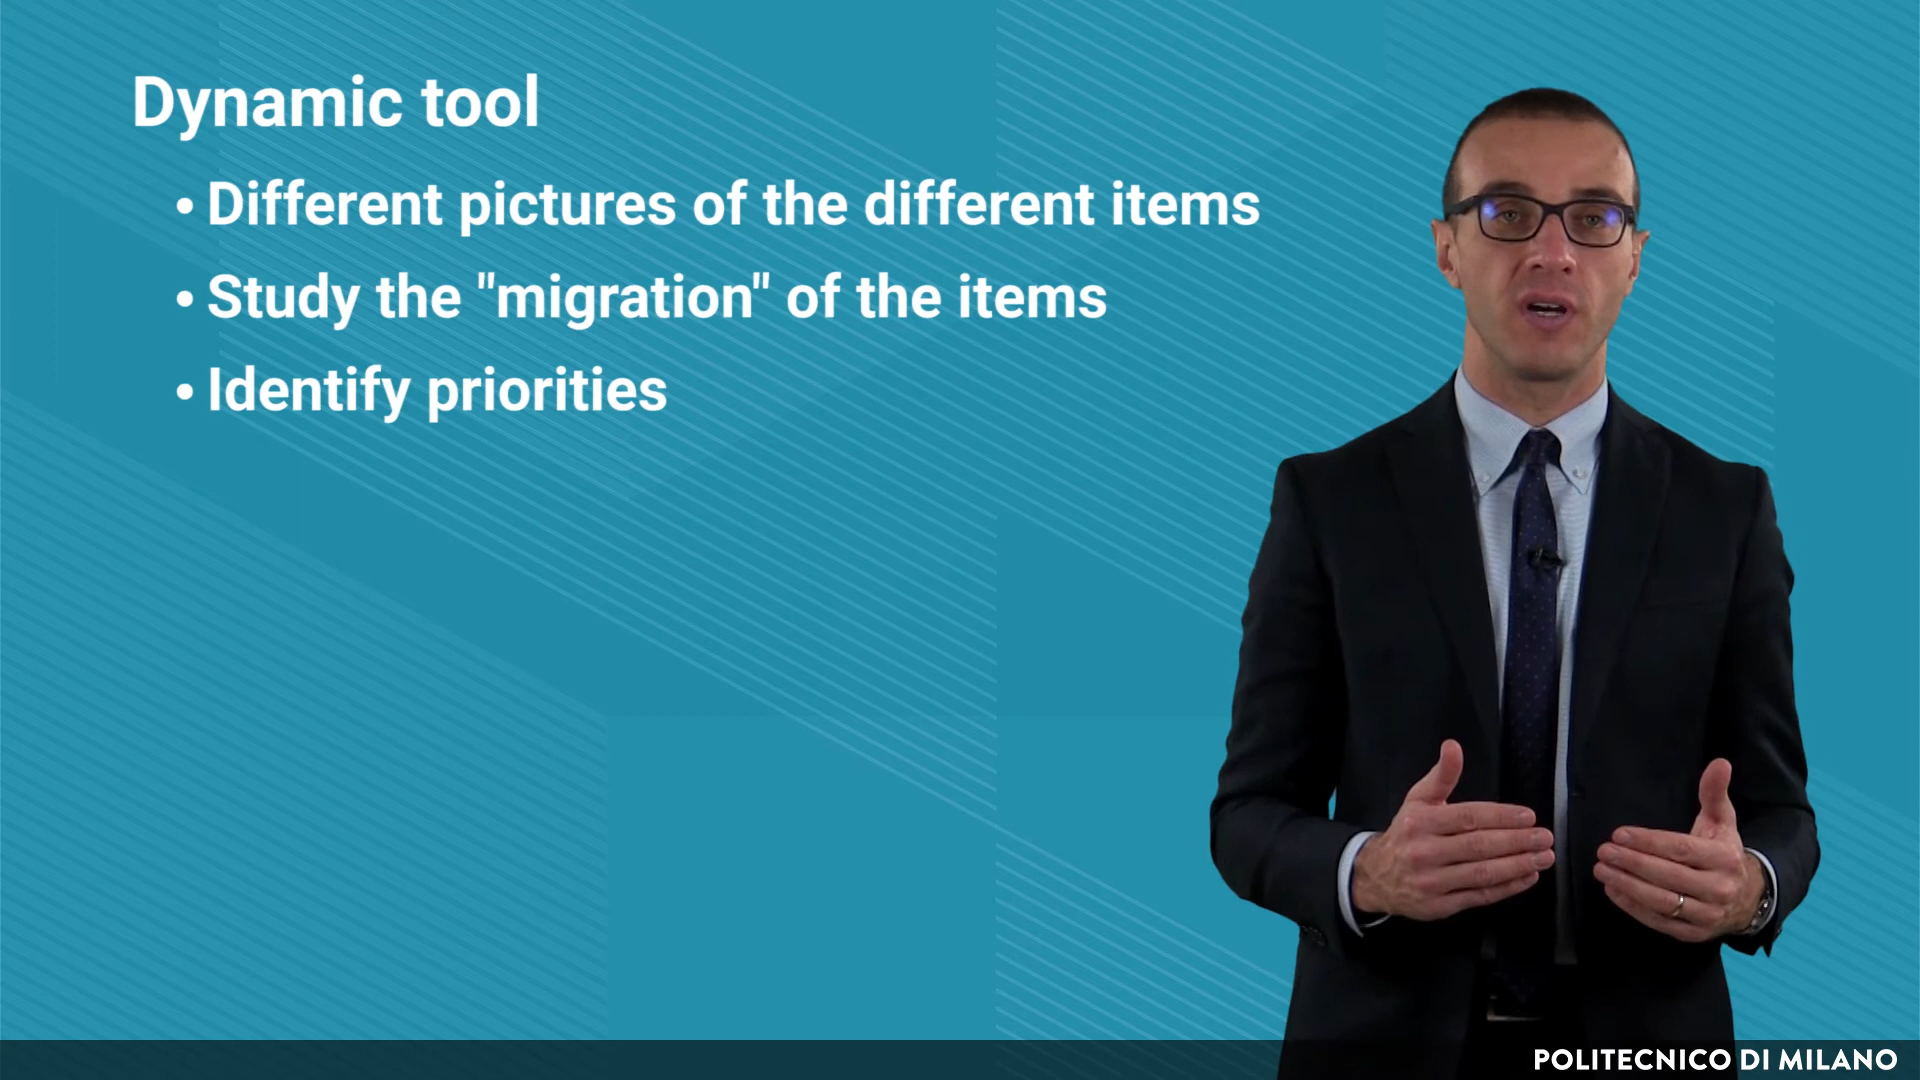 Dynamic tool
• Different pictures of the different items
• Study the "migration" of the items
• Identify priorities
POLITECNICO DI MILANO